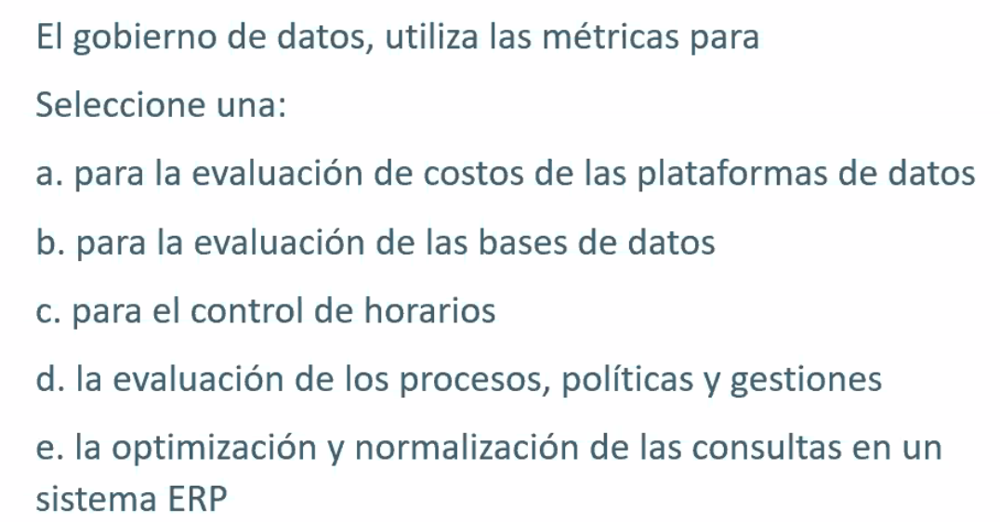 El gobierno de datos, utiliza las métricas para
Seleccione una:
a. para la evaluación de costos de las plataformas de datos
b. para la evaluación de las bases de datos
c. para el control de horarios
d. la evaluación de los procesos, políticas y gestiones
e. la optimización y normalización de las consultas en un
sistema ERP